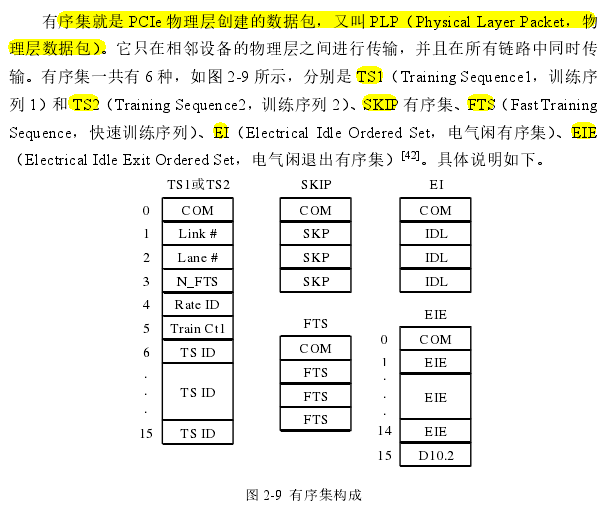 有序集就是 PCIe 物理层创建的数据包，又叫 PLP（Physical Layer Packet，物
理层数据包）。它只在相邻设备的物理层之间进行传输，并且在所有链路中同时传
输。有序集一共有 6 种，如图 2-9 所示，分别是 TS1（Training Sequence1，训练序
列 1）和 TS2（Training Sequence2，训练序列 2）、SKIP 有序集、FTS（Fast Training
Sequence，快速训练序列）、EI（Electrical Idle Ordered Set，电气闲有序集）、EIE
（Electrical Idle Exit Ordered Set，电气闲退出有序集）[42]。具体说明如下。
TS1或TS2 SKIP EI
0 COM COM COM
1 Link # SKP IDL
2 Lane # SKP IDL
3 N_FTS SKP IDL
4 Rate ID
5 Train Ct1
6 TS ID
.
. TS ID
.
15 TS ID
FTS
COM
FTS
FTS
FTS
EIE
0 COM
1 EIE
.
. EIE
.
14 EIE
15 D10.2
图 2-9 有序集构成